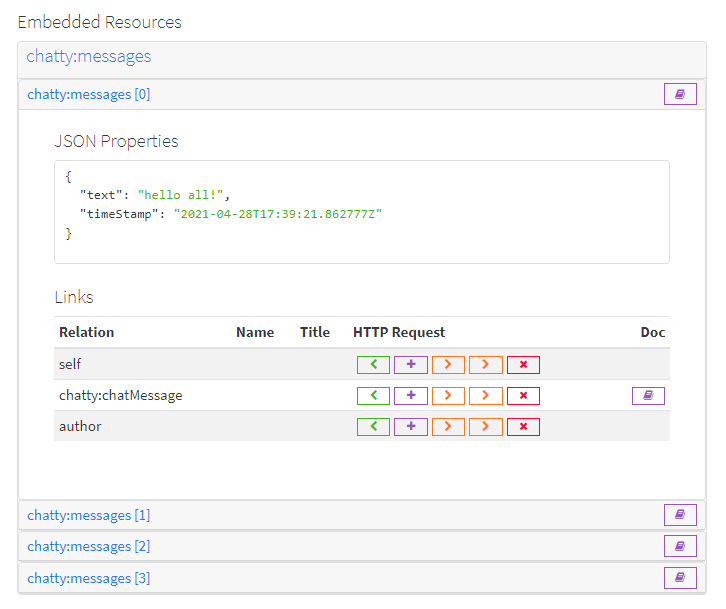 Embedded Resources
chatty:messages
chatty:messages [0]
JSON Properties
{
"text": "hello all!",
"timeStamp": "2021-04-28T17:39:21.862777Z"
}
Links
Relation Name Title HTTP Request Doc
self
chatty:chatMessage
author
chatty:messages [1]
chatty:messages [2]
chatty:messages [3]